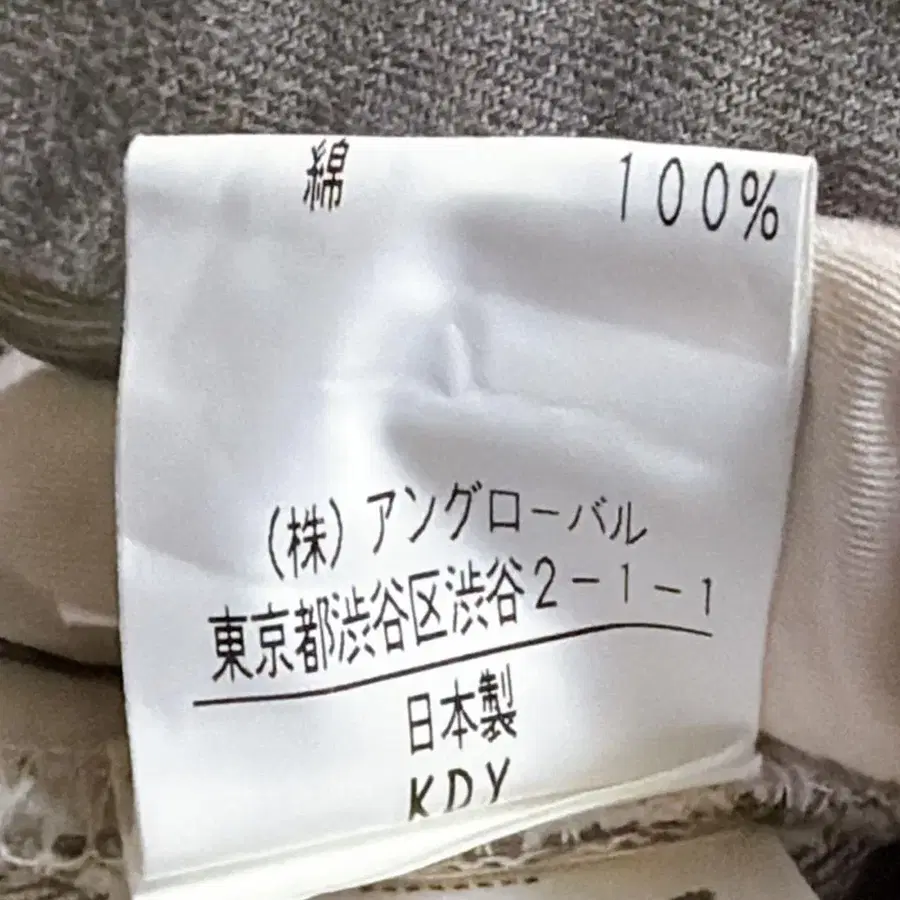 綿 100%
(株)アングローバル
東京都渋谷区渋谷2-1-1
日本製
KDY